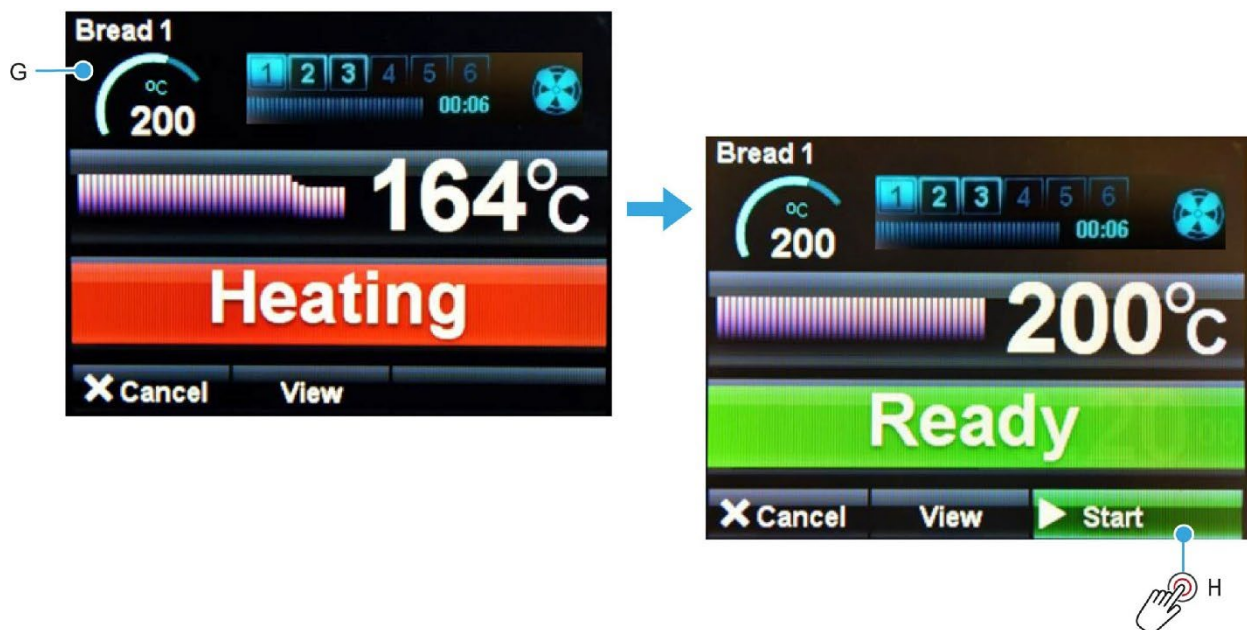 Bread 1
G
°C
200
1 2 3 4 5 6
00:06
164°C
Heating
Cancel View
Bread 1
°C
200
1 2 3 4 5 6
00:06
200°C
Ready
Cancel View Start
H